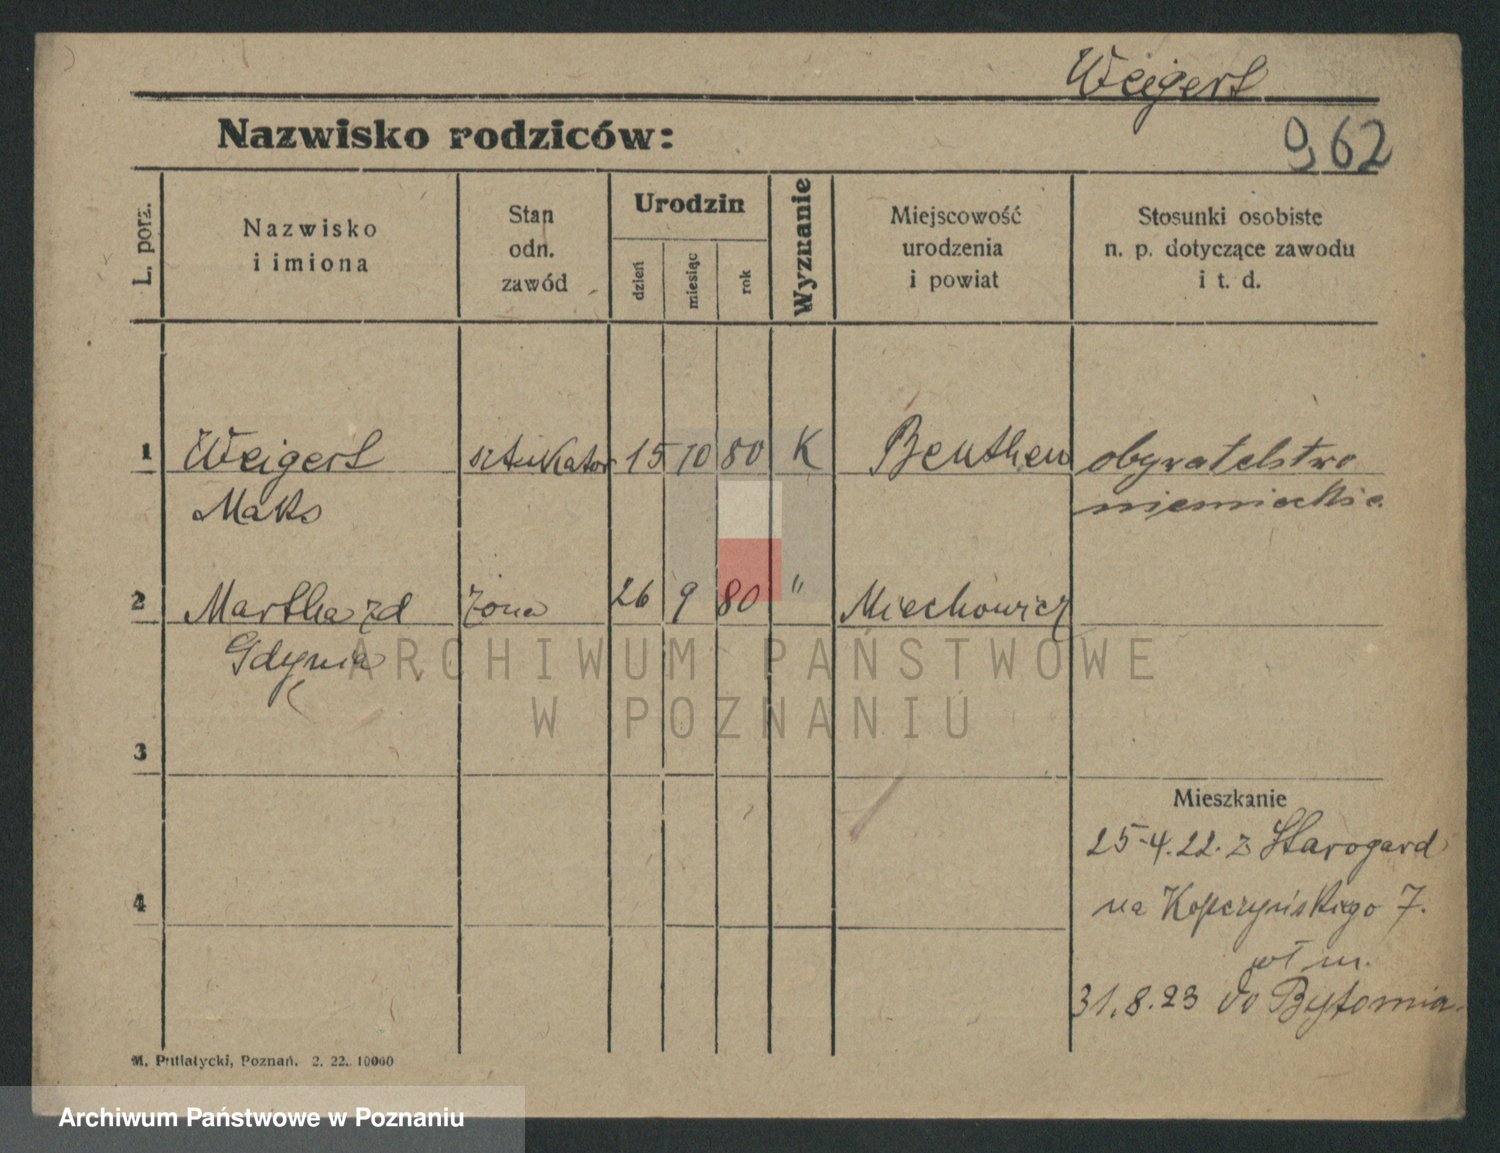 Weigert
Nazwisko rodziców:
962
L. porz.
Nazwisko
i imiona
Stan
odn.
zawód
Urodzin
dzień
miesiąc
rok
Wyznanie
Miejscowość
urodzenia
i powiat
Stosunki osobiste
n. p. dotyczące zawodu
i t. d.
1 Weigert sztukator 15 10 80 K Beuthen obywatelstwo
Maks niemieckie
2 Martha zd żona 26 9 80 " Miechowicz
Gdynia
3
Mieszkanie
25.4.22. z Starogard
4
na Kopczyńskiego 7.
wł m.
31.8.23 do Bytomia
M. Putiatycki, Poznań. 2. 22. 10000
ARCHIWUM PAŃSTWOWE
W POZNANIU
Archiwum Państwowe w Poznaniu